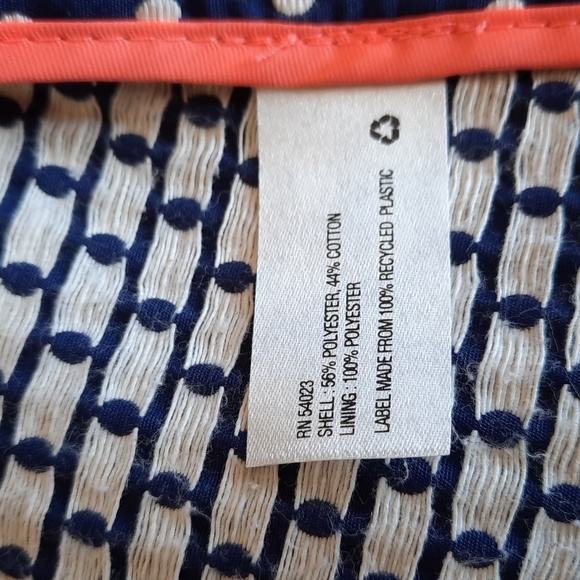 RN 54023
SHELL : 56% POLYESTER, 44% COTTON
LINING : 100% POLYESTER
LABEL MADE FROM 100% RECYCLED PLASTIC